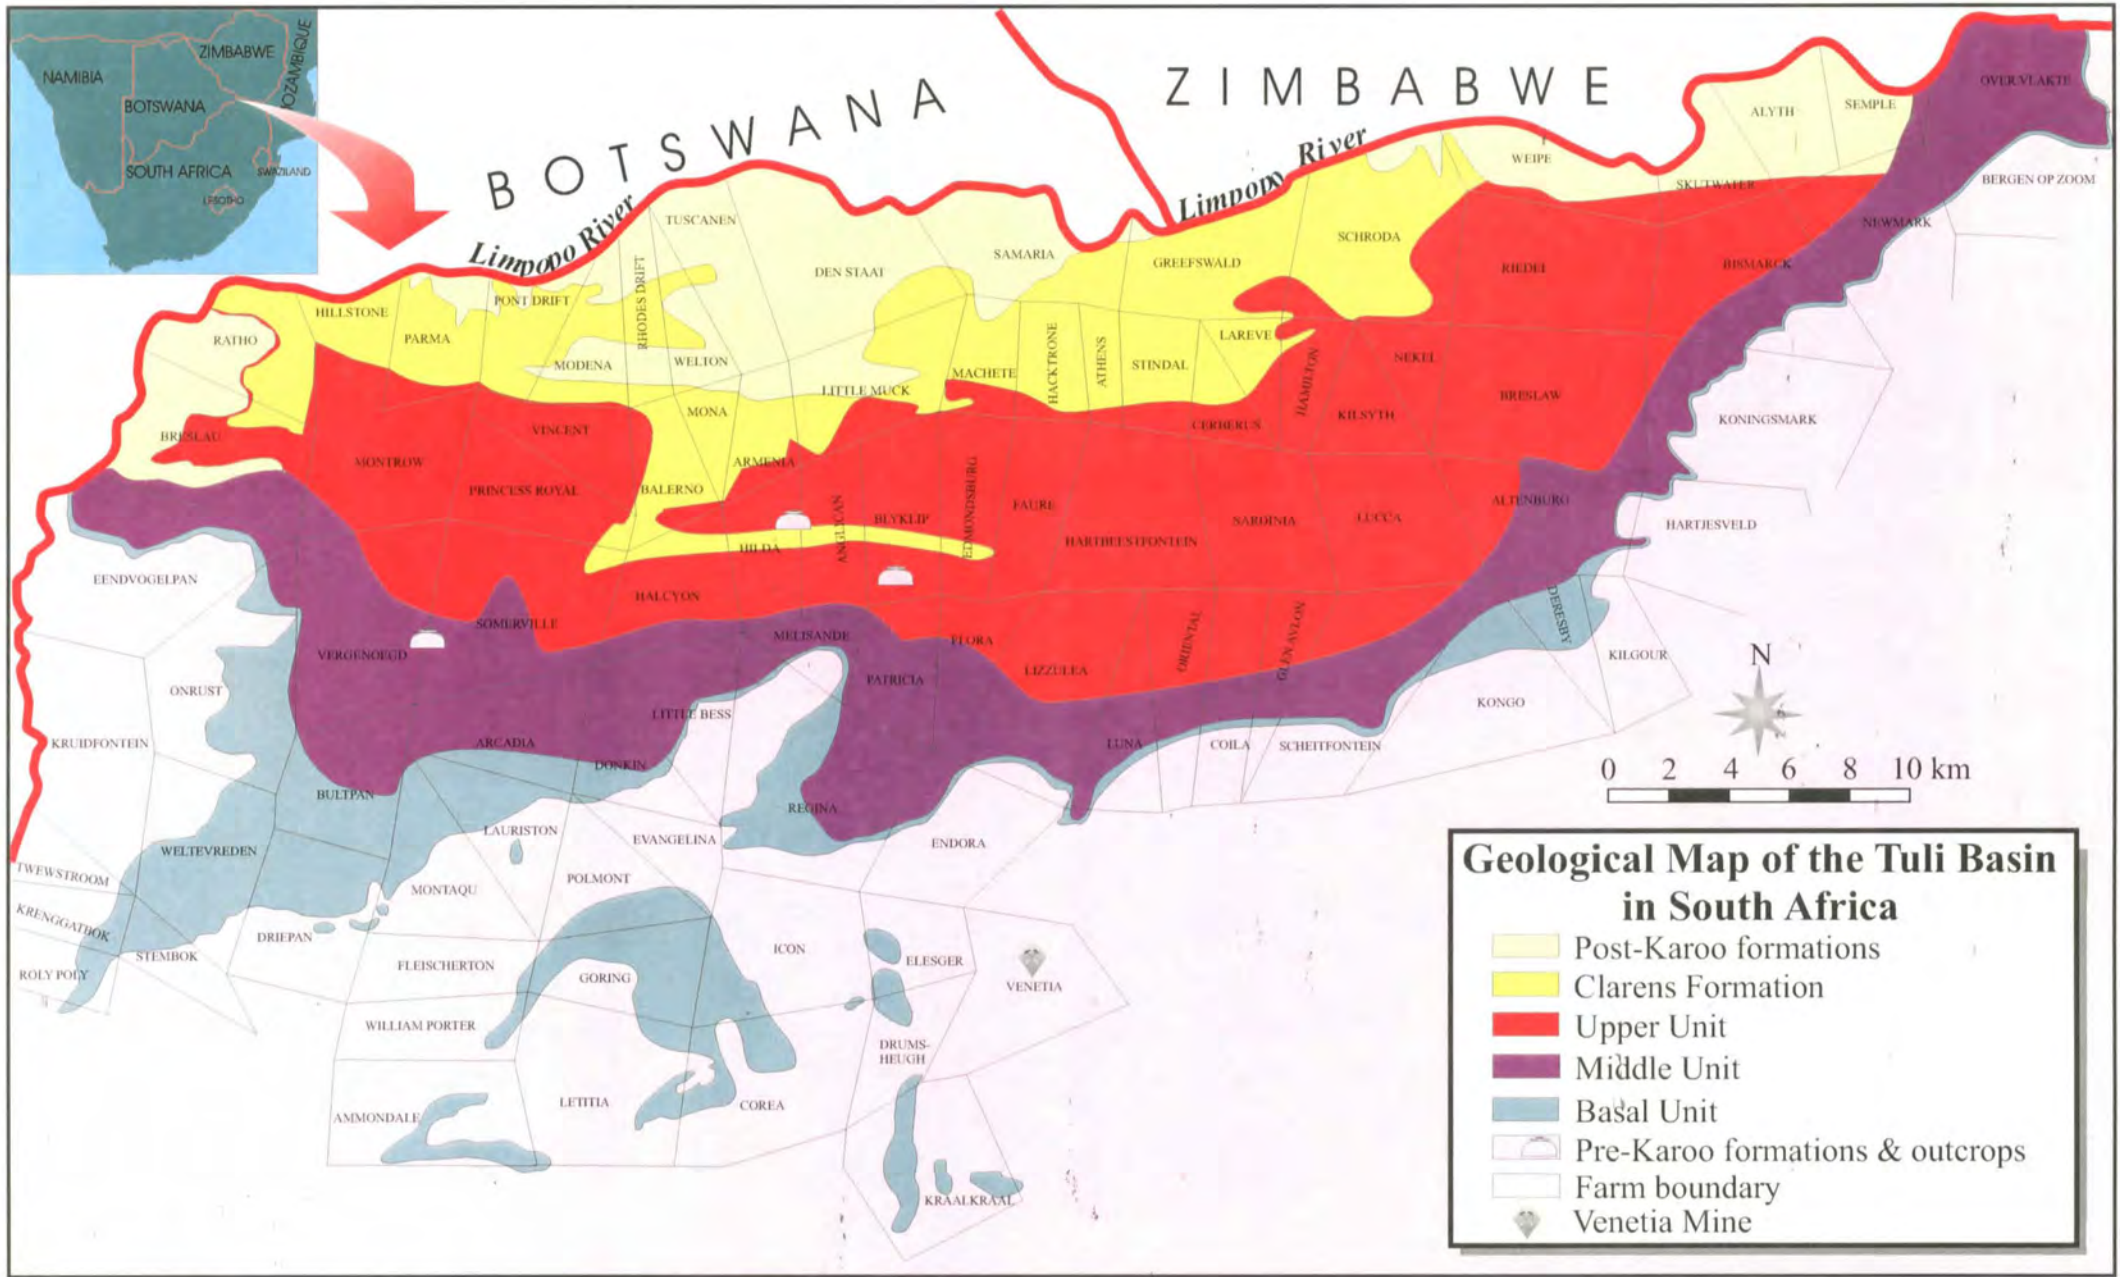 NAMIBIA
ZIMBABWE
BOTSWANA
SOUTH AFRICA
SWAZILAND
LESOTHO
BOTSWANA
ZIMBABWE
Limpopo River
Limpopo River
OVER.VLAKTE
ALYTH
SEMPLE
WEIPE
SKUTWATER
BERGEN OP ZOOM
NEWMARK
TUSCANEN
DEN STAAT
SAMARIA
GREEFSWALD
SCHRODA
RIEDEL
BISMARCK
RATHO
HILLSTONE
PARMA
PONT DRIFT
RHODES DRIFT
MODENA
WELTON
LITTLE MUCK
MACHETE
HACKTRONE
ATHENS
STINDAL
LAREVE
HAMILTON
NEKEL
BRESLAW
KONINGSMARK
BRESLAU
MONTROW
VINCENT
MONA
ARMENIA
CERBERUS
KILSYTH
PRINCESS ROYAL
BALERNO
ANGLICAN
BLYKLIP
EDMONDSBURG
FAURE
HARTBEESTFONTEIN
SARDINIA
LUCCA
ALTENBURG
HARTJESVELD
HILDA
EENDVOGELPAN
HALCYON
SOMERVILLE
MELISANDE
FLORA
LIZZULEA
ORIENTAL
GLEN AVLON
DERESBY
KILGOUR
VERGENOEGD
ONRUST
PATRICIA
KONGO
KRUIDFONTEIN
ARCADIA
LITTLE BESS
DONKIN
LUNA
COILA
SCHEITFONTEIN
BULTPAN
REGINA
LAURISTON
EVANGELINA
ENDORA
WELTEVREDEN
TWEWSTROOM
KRENGGATBOK
ROLY POLY
STEMBOK
DRIEPAN
MONTAQU
POLMONT
FLEISCHERTON
GORING
ICON
ELESGER
VENETIA
WILLIAM PORTER
DRUMS-
HEUGH
AMMONDALE
LETITIA
COREA
KRAALKRAAL
N
0 2 4 6 8 10 km
Geological Map of the Tuli Basin
in South Africa
Post-Karoo formations
Clarens Formation
Upper Unit
Middle Unit
Basal Unit
Pre-Karoo formations & outcrops
Farm boundary
Venetia Mine